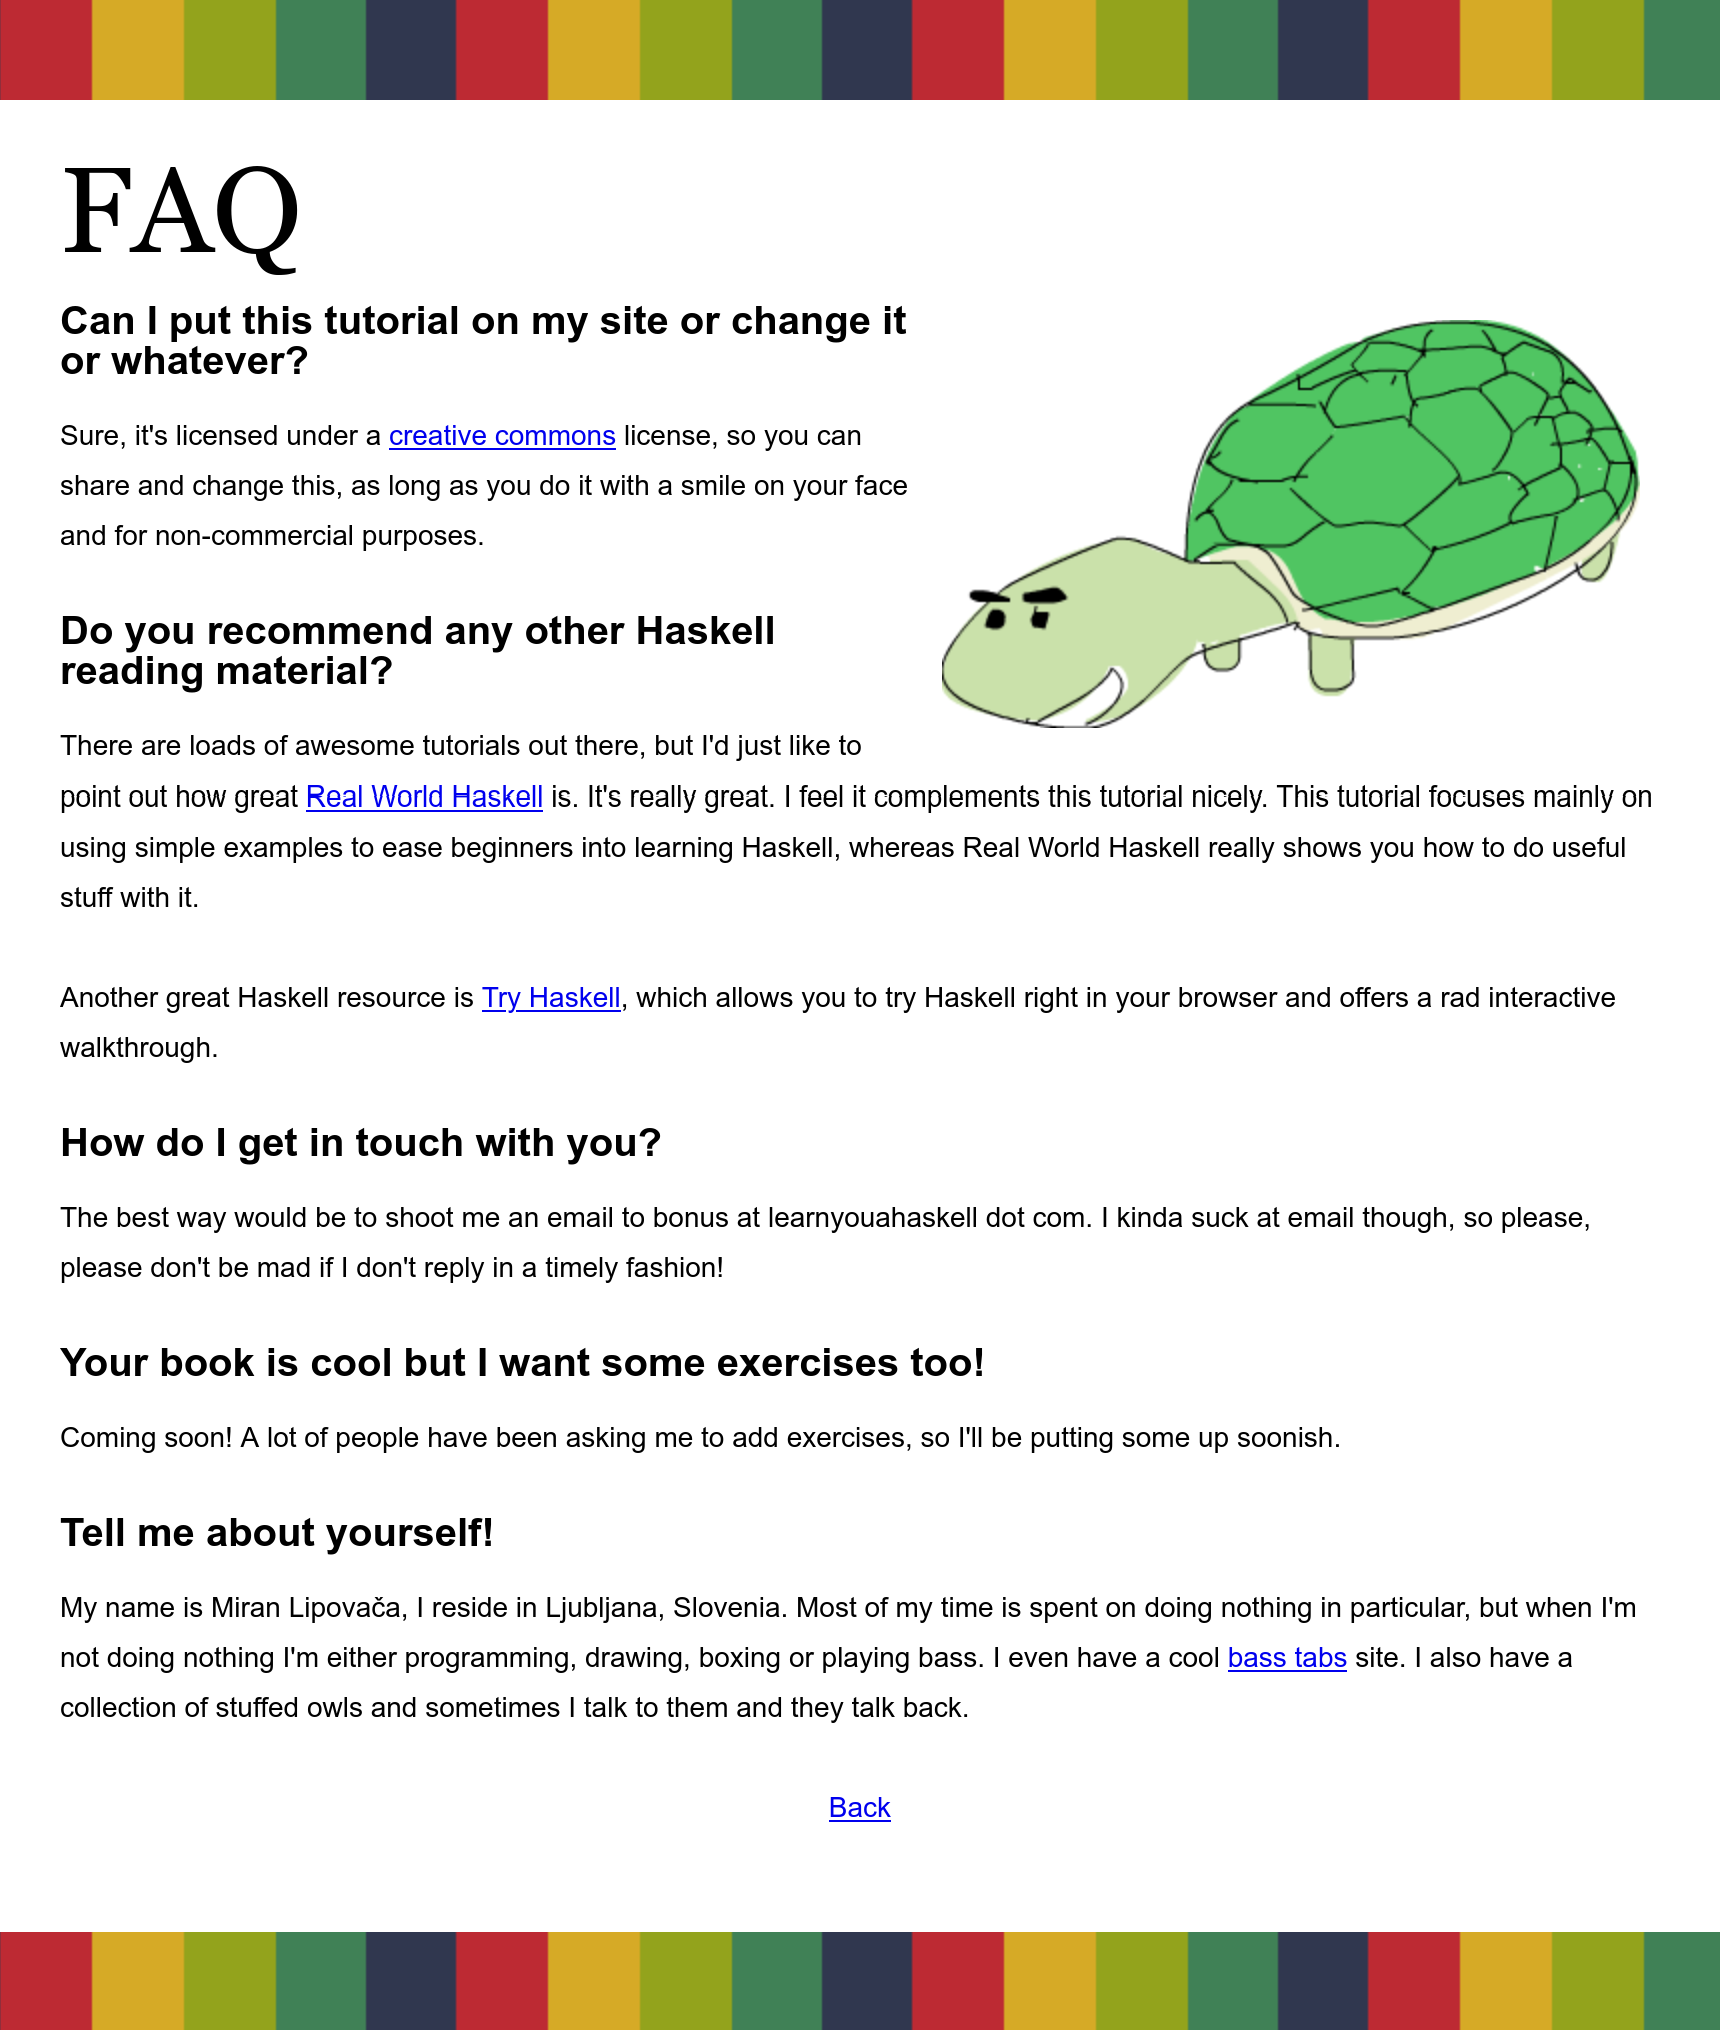 FAQ
Can I put this tutorial on my site or change it
or whatever?
Sure, it's licensed under a creative commons license, so you can
share and change this, as long as you do it with a smile on your face
and for non-commercial purposes.
Do you recommend any other Haskell
reading material?
There are loads of awesome tutorials out there, but I'd just like to
point out how great Real World Haskell is. It's really great. I feel it complements this tutorial nicely. This tutorial focuses mainly on
using simple examples to ease beginners into learning Haskell, whereas Real World Haskell really shows you how to do useful
stuff with it.
Another great Haskell resource is Try Haskell, which allows you to try Haskell right in your browser and offers a rad interactive
walkthrough.
How do I get in touch with you?
The best way would be to shoot me an email to bonus at learnyouahaskell dot com. I kinda suck at email though, so please,
please don't be mad if I don't reply in a timely fashion!
Your book is cool but I want some exercises too!
Coming soon! A lot of people have been asking me to add exercises, so I'll be putting some up soonish.
Tell me about yourself!
My name is Miran Lipovača, I reside in Ljubljana, Slovenia. Most of my time is spent on doing nothing in particular, but when I'm
not doing nothing I'm either programming, drawing, boxing or playing bass. I even have a cool bass tabs site. I also have a
collection of stuffed owls and sometimes I talk to them and they talk back.
Back